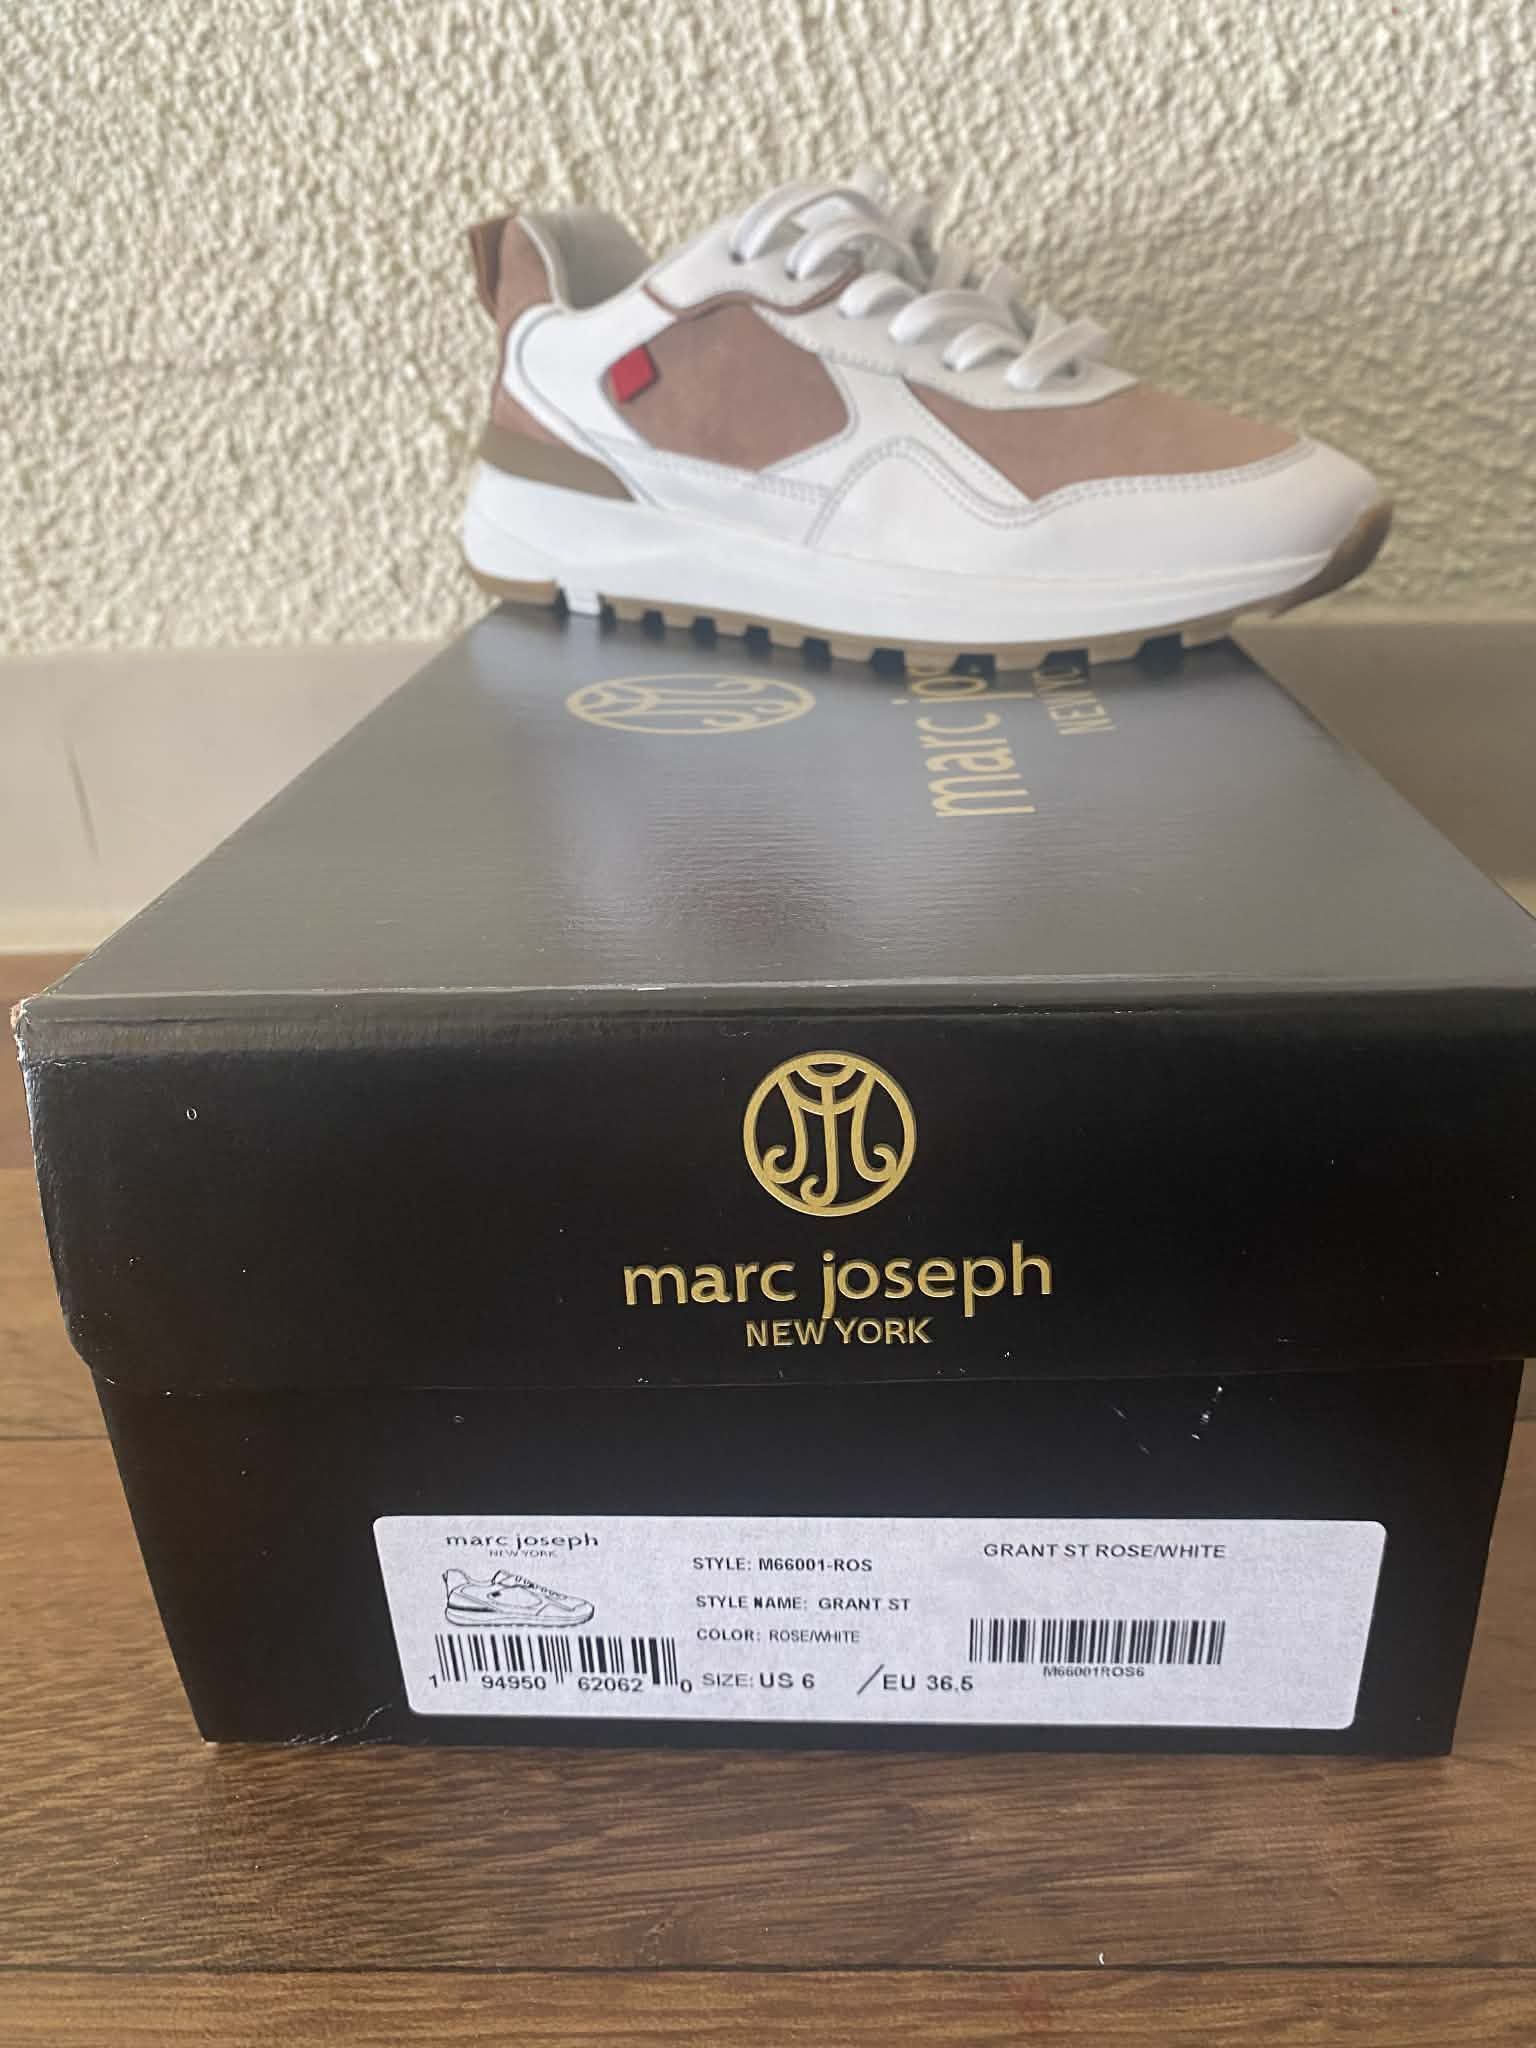 marc jos
NEW YO
marc joseph
NEW YORK
marc joseph
NEW YORK
STYLE: M66001-ROS
STYLE NAME: GRANT ST
COLOR: ROSE/WHITE
SIZE: US 6 / EU 36.5
1 94950 62062 0
GRANT ST ROSE/WHITE
M66001ROS6